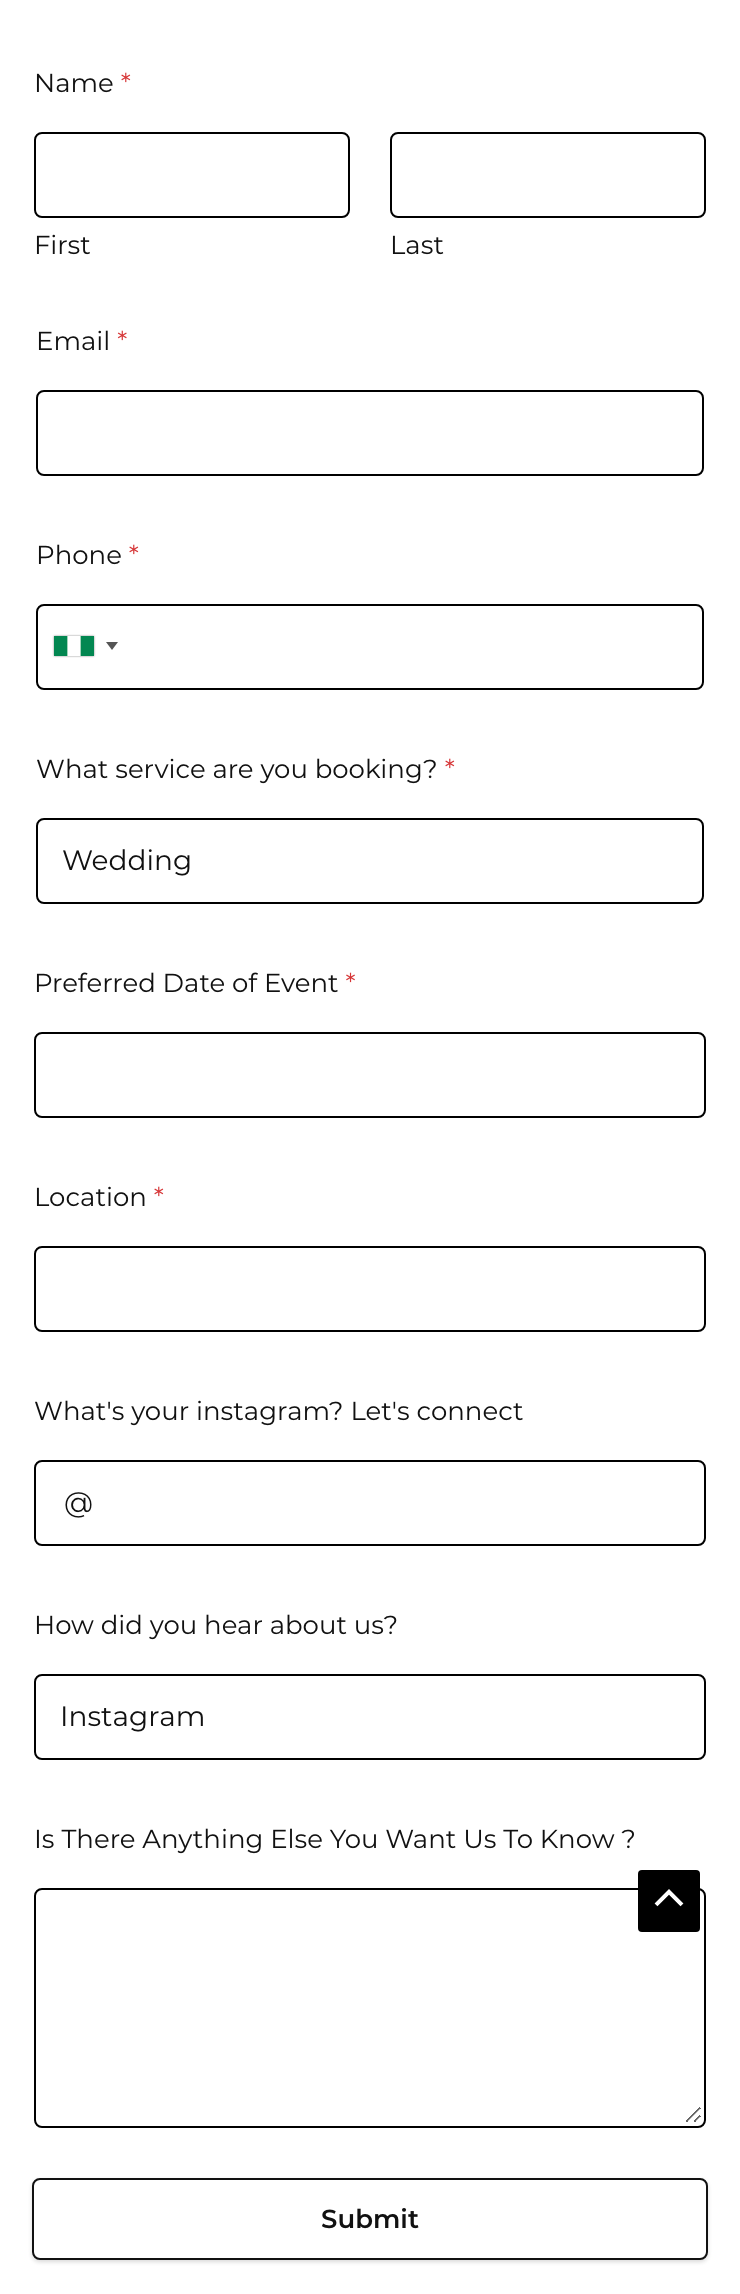 Name *
First
Last
Email *
Phone *
What service are you booking? *
Wedding
Preferred Date of Event *
Location *
What's your instagram? Let's connect
@
How did you hear about us?
Instagram
Is There Anything Else You Want Us To Know ?
Submit